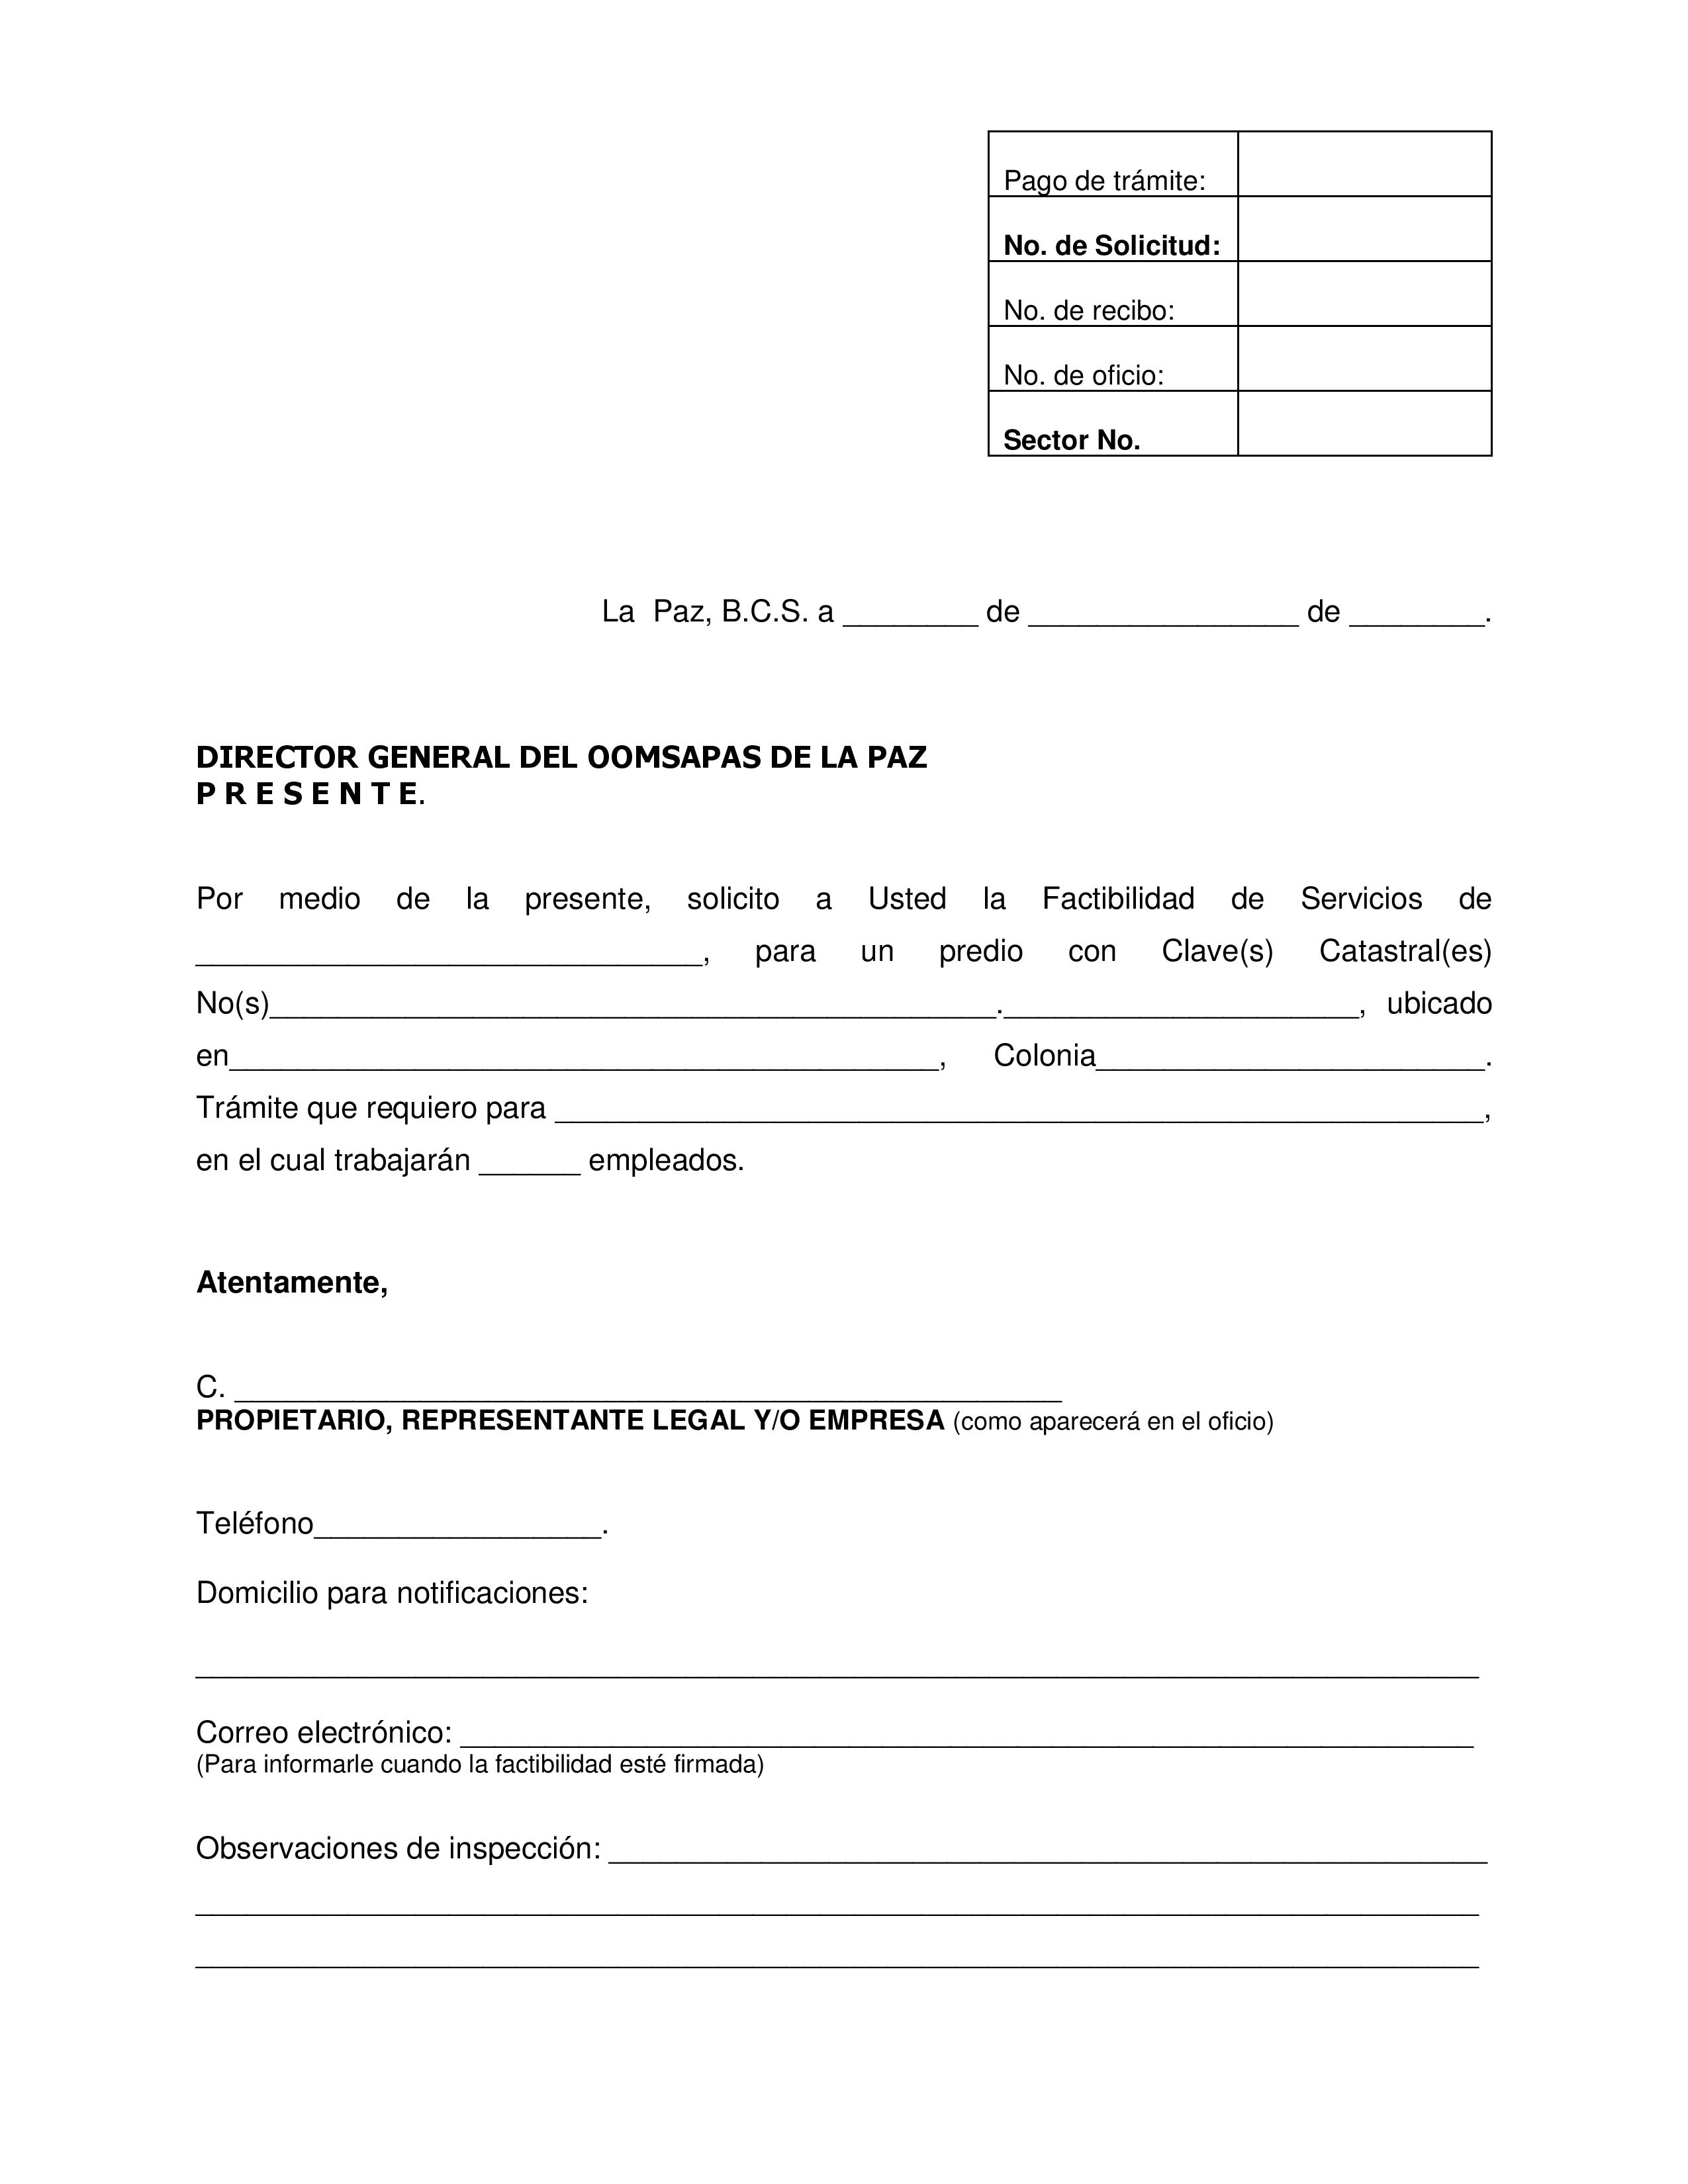 Pago de trámite:
No. de Solicitud:
No. de recibo:
No. de oficio:
Sector No.
La Paz, B.C.S. a ________ de ________________ de ________.
DIRECTOR GENERAL DEL OOMSAPAS DE LA PAZ
P R E S E N T E.
Por medio de la presente, solicito a Usted la Factibilidad de Servicios de
______________________________, para un predio con Clave(s) Catastral(es)
No(s)___________________________________________._____________________, ubicado
en__________________________________________, Colonia_______________________.
Trámite que requiero para _______________________________________________________,
en el cual trabajarán ______ empleados.
Atentamente,
C. _________________________________________________
PROPIETARIO, REPRESENTANTE LEGAL Y/O EMPRESA (como aparecerá en el oficio)
Teléfono_________________.
Domicilio para notificaciones:
____________________________________________________________________________
Correo electrónico: ____________________________________________________________
(Para informarle cuando la factibilidad esté firmada)
Observaciones de inspección: ____________________________________________________
____________________________________________________________________________
____________________________________________________________________________